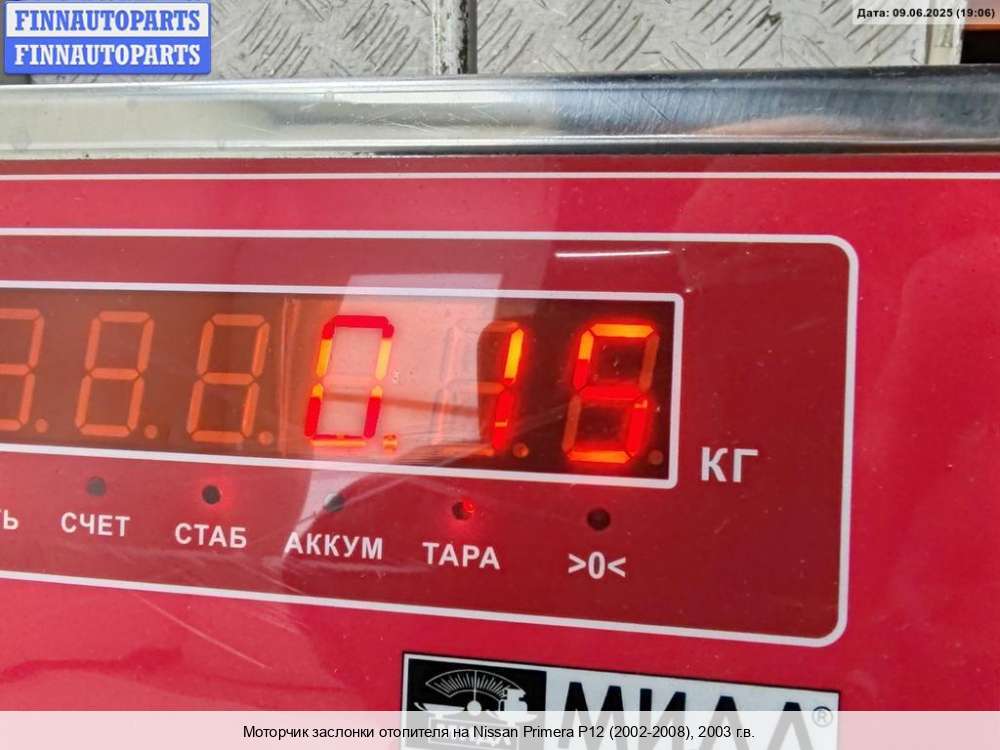 FINNAUTOPARTS
FINNAUTOPARTS
Дата: 09.06.2025 (19:06)
0.15
КГ
СЧЕТ
СТАБ
АККУМ
ТАРА
>0<
Моторчик заслонки отопителя на Nissan Primera P12 (2002-2008), 2003 г.в.